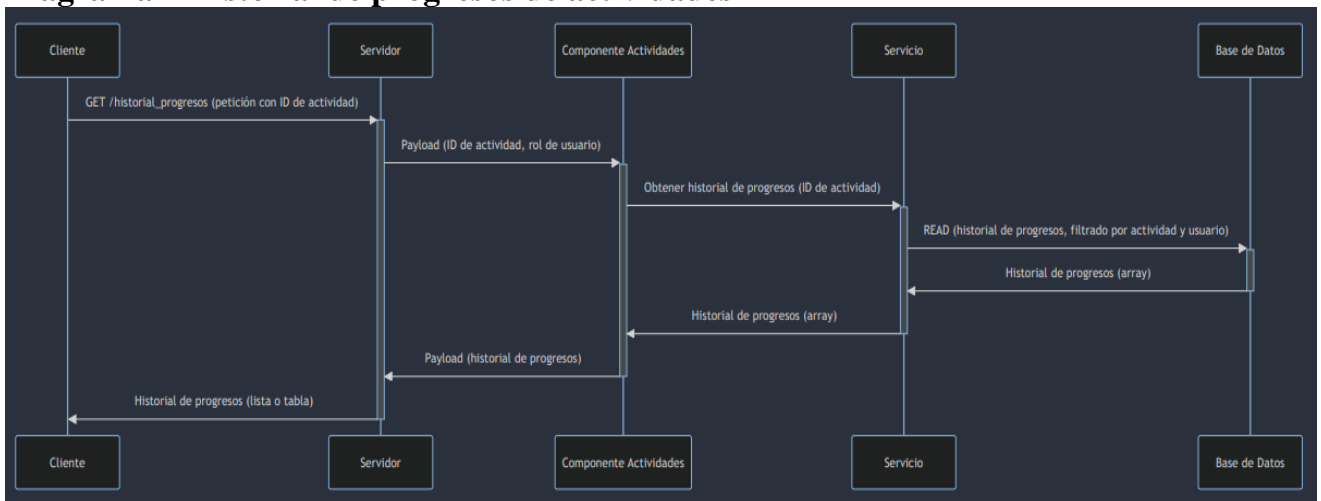 Cliente
Servidor
Componente Actividades
Servicio
Base de Datos
GET /historial_progresos (petición con ID de actividad)
Payload (ID de actividad, rol de usuario)
Obtener historial de progresos (ID de actividad)
READ (historial de progresos, filtrado por actividad y usuario)
Historial de progresos (array)
Historial de progresos (array)
Payload (historial de progresos)
Historial de progresos (lista o tabla)
Cliente
Servidor
Componente Actividades
Servicio
Base de Datos